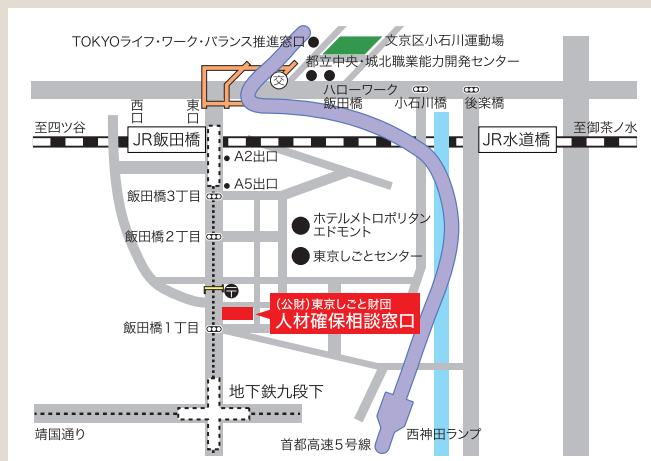 TOKYOライフ・ワーク・バランス推進窓口
文京区小石川運動場
都立中央・城北職業能力開発センター
交
ハローワーク
飯田橋
小石川橋
後楽橋
西口
東口
至四ツ谷
JR飯田橋
JR水道橋
至御茶ノ水
A2出口
A5出口
飯田橋3丁目
ホテルメトロポリタン
エドモント
飯田橋2丁目
東京しごとセンター
〒
(公財)東京しごと財団
人材確保相談窓口
飯田橋1丁目
地下鉄九段下
靖国通り
西神田ランプ
首都高速5号線